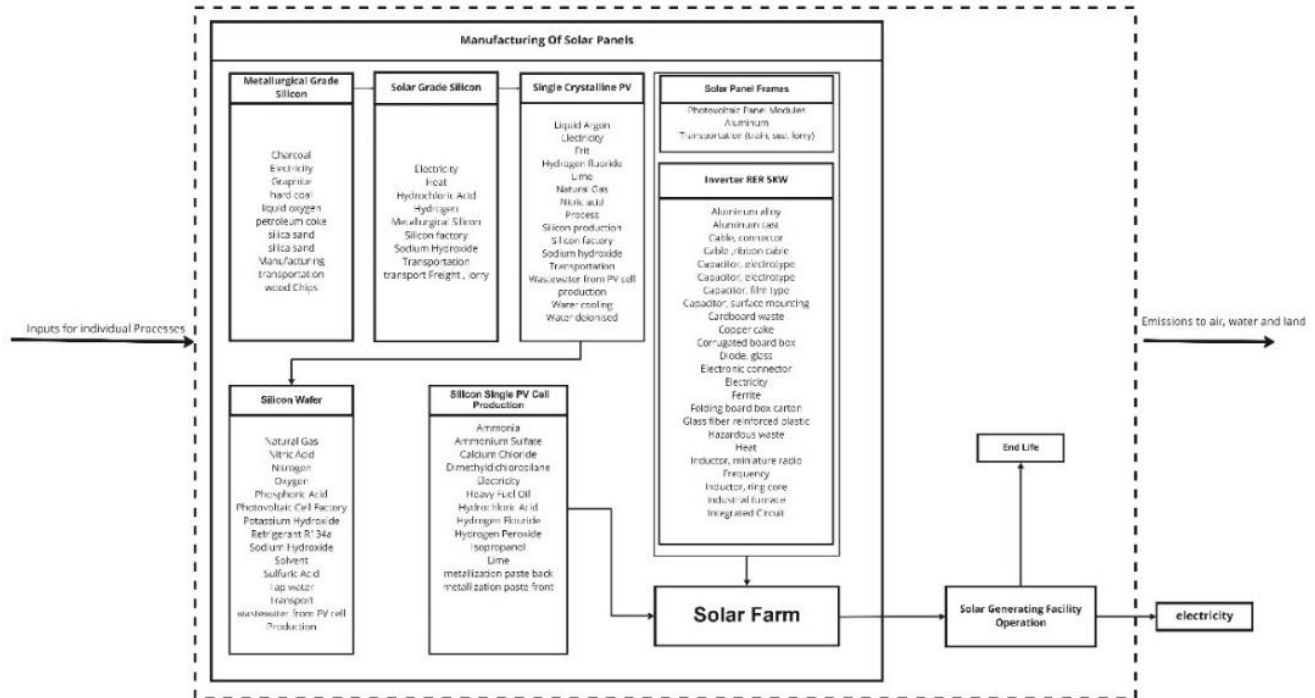 Manufacturing Of Solar Panels
Metallurgical Grade
Silicon
Charcoal
Electricity
Graphite
hard coal
liquid oxygen
petroleum coke
silica sand
silica sand
Manufacturing
transportation
wood Chips
Solar Grade Silicon
Electricity
Heat
Hydrochloric Acid
Hydrogen
Metallurgical Silicon
Silicon factory
Sodium Hydroxide
Transportation
transport Freight , lorry
Single Crystalline PV
Liquid Argon
Electricity
Frit
Hydrogen fluoride
Lime
Natural Gas
Nitric acid
Process
Silicon production
Silicon factory
Sodium hydroxide
Transportation
Wastewater from PV cell
production
Water cooling
Water deionised
Solar Panel Frames
Photovoltaic Panel Modules
Aluminum
Transportation (train, sea, lorry)
Inverter RER 5KW
Aluminum alloy
Aluminum cast
Cable, connector
Cable ,ribbon cable
Capacitor, electrotype
Capacitor, electrotype
Capacitor, film type
Capacitor, surface mounting
Cardboard waste
Copper cake
Corrugated board box
Diode, glass
Electronic connector
Electricity
Ferrite
Folding board box carton
Glass fiber reinforced plastic
Hazardous waste
Heat
Inductor, miniature radio
Frequency
Inductor, ring core
Industrial furnace
Integrated Circuit
Inputs for individual Processes
Emissions to air, water and land
Silicon Wafer
Natural Gas
Nitric Acid
Nitrogen
Oxygen
Phosphoric Acid
Photovoltaic Cell Factory
Potassium Hydroxide
Retrigerant R134a
Sodium Hydroxide
Solvent
Sulfuric Acid
Tap water
Transport
wastewater from PV cell
Production
Silicon Single PV Cell
Production
Ammonia
Ammonium Sulfate
Calcium Chloride
Dimethyld chlorosilane
Electricity
Heavy Fuel Oil
Hydrochloric Acid
Hydrogen Flouride
Hydrogen Peroxide
Isopropanol
Lime
metallization paste back
metallization paste front
Solar Farm
End Life
Solar Generating Facility
Operation
electricity